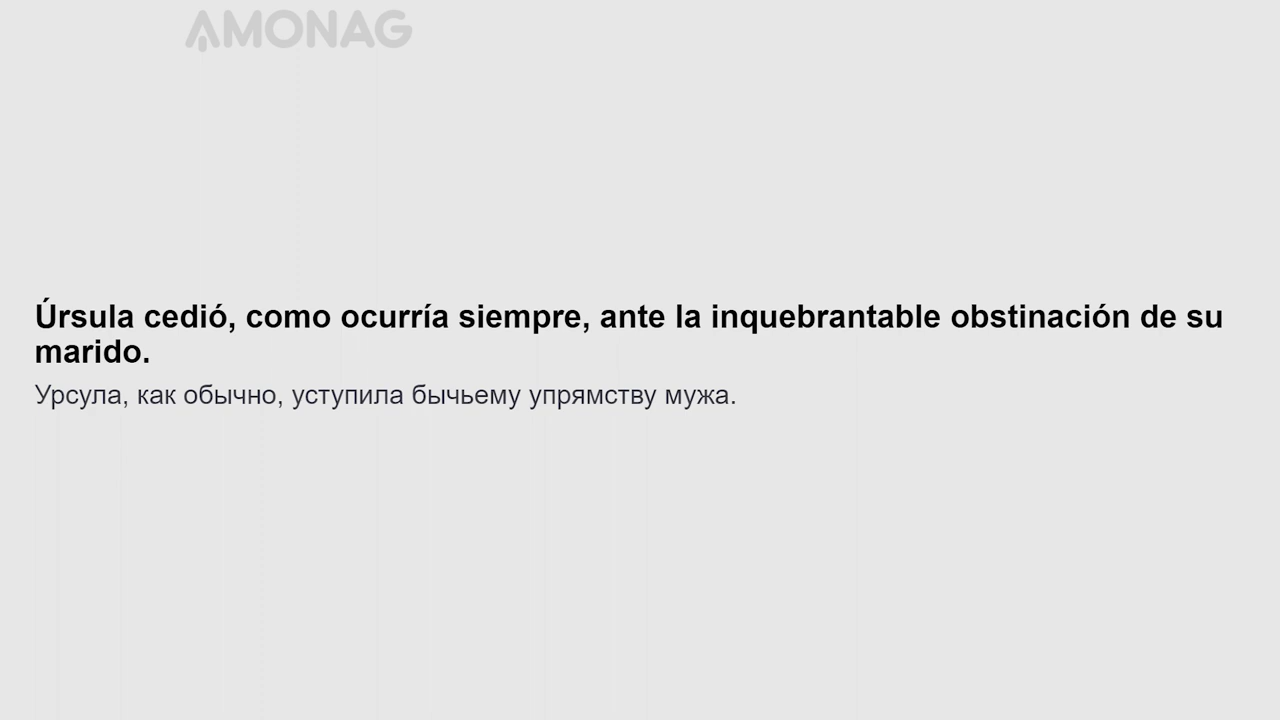 AMONAG
Úrsula cedió, como ocurría siempre, ante la inquebrantable obstinación de su
marido.
Урсула, как обычно, уступила бычьему упрямству мужа.